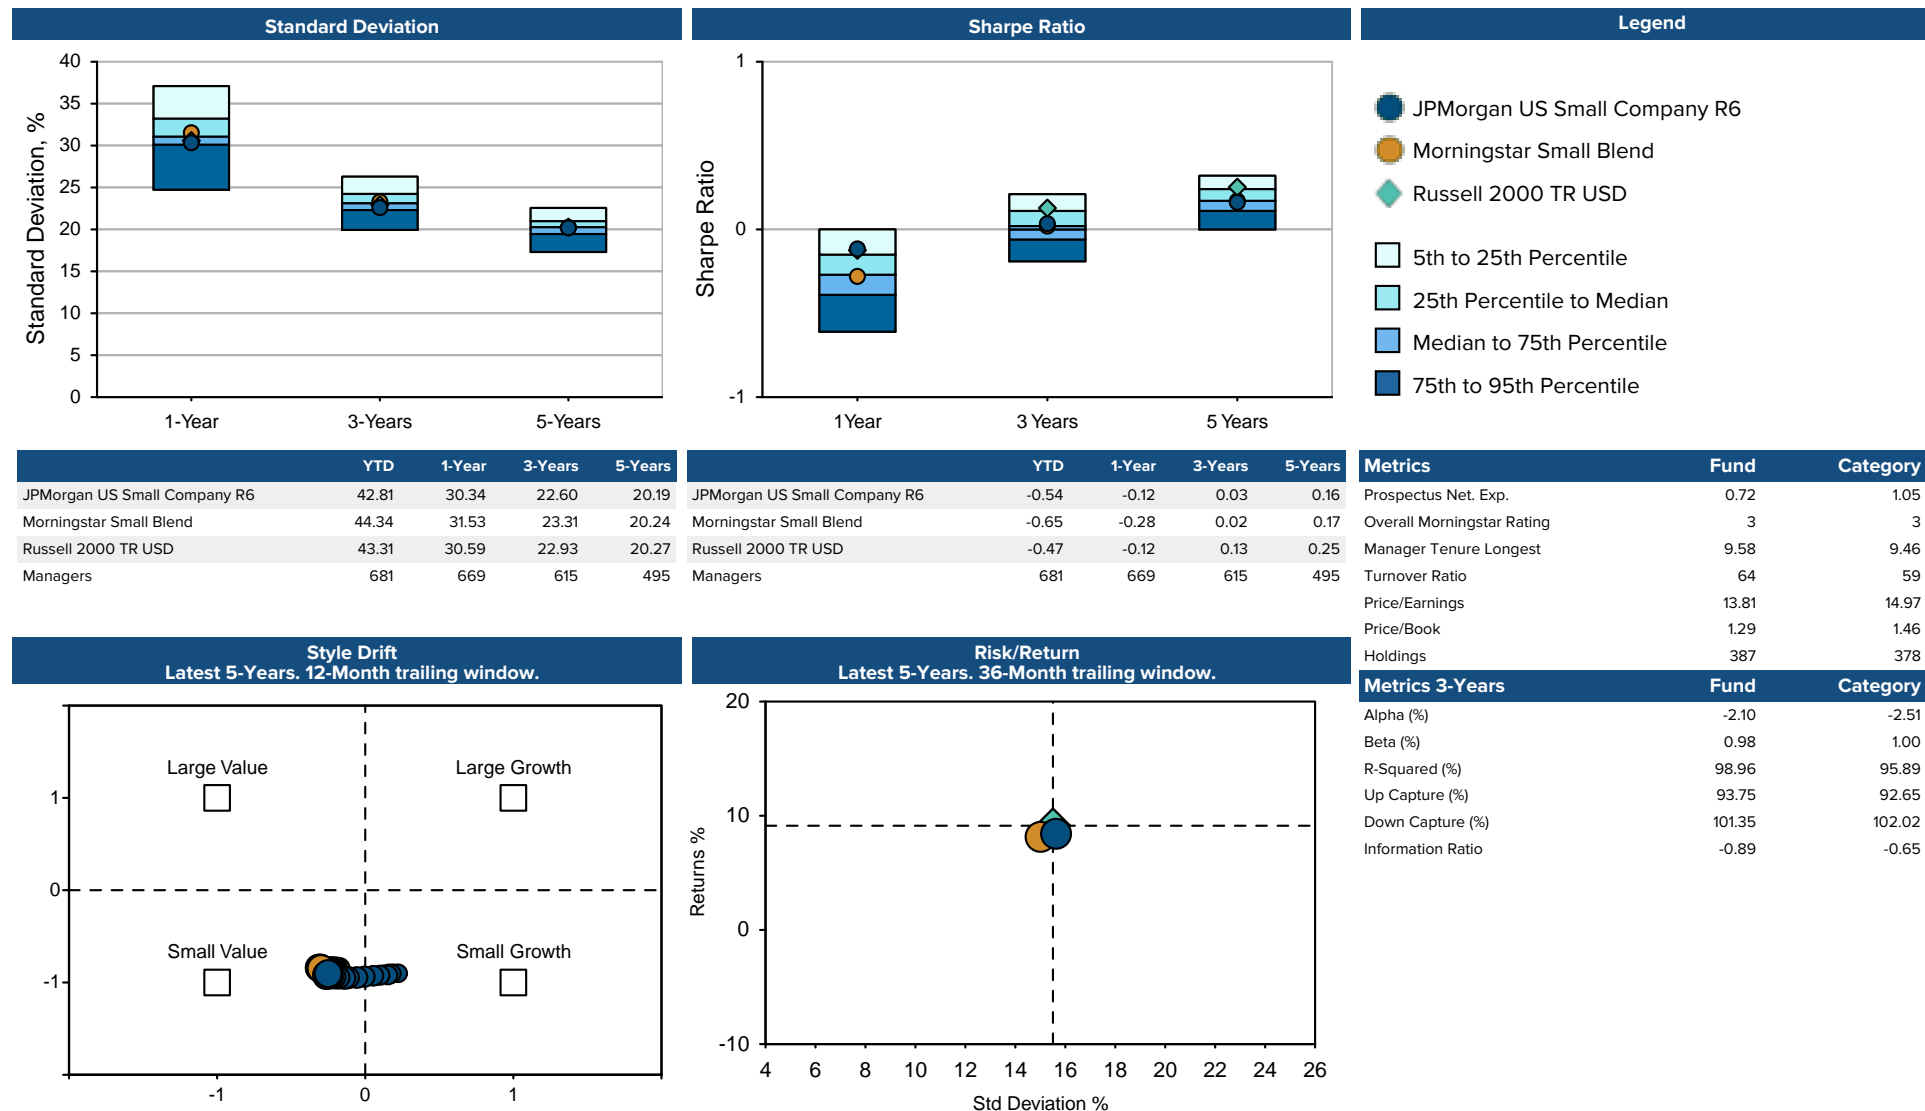 Standard Deviation
40
35
30
25
20
15
10
5
0
Standard Deviation, %
1-Year 3-Years 5-Years
Sharpe Ratio
1
0
-1
Sharpe Ratio
1Year 3 Years 5 Years
Legend
JPMorgan US Small Company R6
Morningstar Small Blend
Russell 2000 TR USD
5th to 25th Percentile
25th Percentile to Median
Median to 75th Percentile
75th to 95th Percentile
YTD 1-Year 3-Years 5-Years
JPMorgan US Small Company R6 42.81 30.34 22.60 20.19
Morningstar Small Blend 44.34 31.53 23.31 20.24
Russell 2000 TR USD 43.31 30.59 22.93 20.27
Managers 681 669 615 495
YTD 1-Year 3-Years 5-Years
JPMorgan US Small Company R6 -0.54 -0.12 0.03 0.16
Morningstar Small Blend -0.65 -0.28 0.02 0.17
Russell 2000 TR USD -0.47 -0.12 0.13 0.25
Managers 681 669 615 495
Metrics Fund Category
Prospectus Net. Exp. 0.72 1.05
Overall Morningstar Rating 3 3
Manager Tenure Longest 9.58 9.46
Turnover Ratio 64 59
Price/Earnings 13.81 14.97
Price/Book 1.29 1.46
Holdings 387 378
Metrics 3-Years Fund Category
Alpha (%) -2.10 -2.51
Beta (%) 0.98 1.00
R-Squared (%) 98.96 95.89
Up Capture (%) 93.75 92.65
Down Capture (%) 101.35 102.02
Information Ratio -0.89 -0.65
Style Drift
Latest 5-Years. 12-Month trailing window.
Large Value Large Growth
1
0
Small Value Small Growth
-1
-1 0 1
Risk/Return
Latest 5-Years. 36-Month trailing window.
20
10
0
-10
Returns %
4 6 8 10 12 14 16 18 20 22 24 26
Std Deviation %